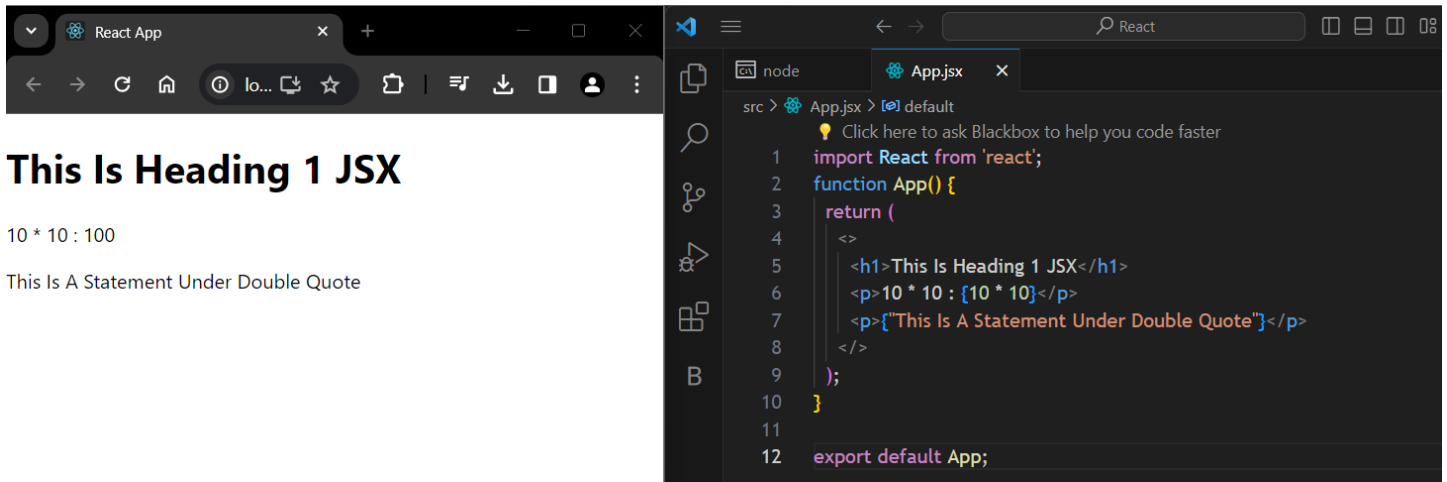 React App
lo...
This Is Heading 1 JSX
10 * 10 : 100
This Is A Statement Under Double Quote
React
node
App.jsx
src > App.jsx > default
Click here to ask Blackbox to help you code faster
1 import React from 'react';
2 function App() {
3 return (
4 <>
5 <h1>This Is Heading 1 JSX</h1>
6 <p>10 * 10 : {10 * 10}</p>
7 <p>{"This Is A Statement Under Double Quote"}</p>
8 </>
9 );
10 }
11
12 export default App;
B